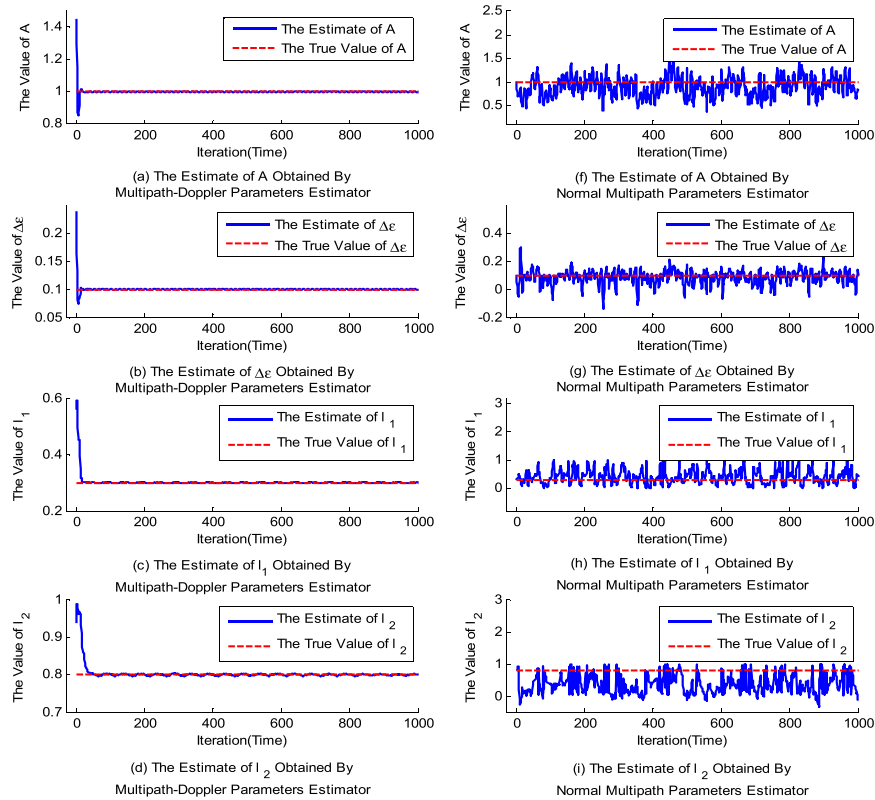 The Value of A
1.4
1.2
1
0.8
The Estimate of A
The True Value of A
0 200 400 600 800 1000
Iteration(Time)
(a) The Estimate of A Obtained By
Multipath-Doppler Parameters Estimator
The Value of A
2.5
2
1.5
1
0.5
The Estimate of A
The True Value of A
0 200 400 600 800 1000
Iteration(Time)
(f) The Estimate of A Obtained By
Normal Multipath Parameters Estimator
The Value of Δε
0.2
0.15
0.1
0.05
The Estimate of Δε
The True Value of Δε
0 200 400 600 800 1000
Iteration(Time)
(b) The Estimate of Δε Obtained By
Multipath-Doppler Parameters Estimator
The Value of Δε
0.4
0.2
0
-0.2
The Estimate of Δε
The True Value of Δε
0 200 400 600 800 1000
Iteration(Time)
(g) The Estimate of Δε Obtained By
Normal Multipath Parameters Estimator
The Value of l1
0.6
0.4
0.2
The Estimate of l 1
The True Value of l 1
0 200 400 600 800 1000
Iteration(Time)
(c) The Estimate of l1 Obtained By
Multipath-Doppler Parameters Estimator
The Value of l1
3
2
1
0
The Estimate of l 1
The True Value of l 1
0 200 400 600 800 1000
Iteration(Time)
(h) The Estimate of l 1 Obtained By
Normal Multipath Parameters Estimator
The Value of l2
1
0.9
0.8
0.7
The Estimate of l 2
The True Value of l 2
0 200 400 600 800 1000
Iteration(Time)
(d) The Estimate of l 2 Obtained By
Multipath-Doppler Parameters Estimator
The Value of l2
3
2
1
0
The Estimate of l 2
The True Value of l 2
0 200 400 600 800 1000
Iteration(Time)
(i) The Estimate of l 2 Obtained By
Normal Multipath Parameters Estimator